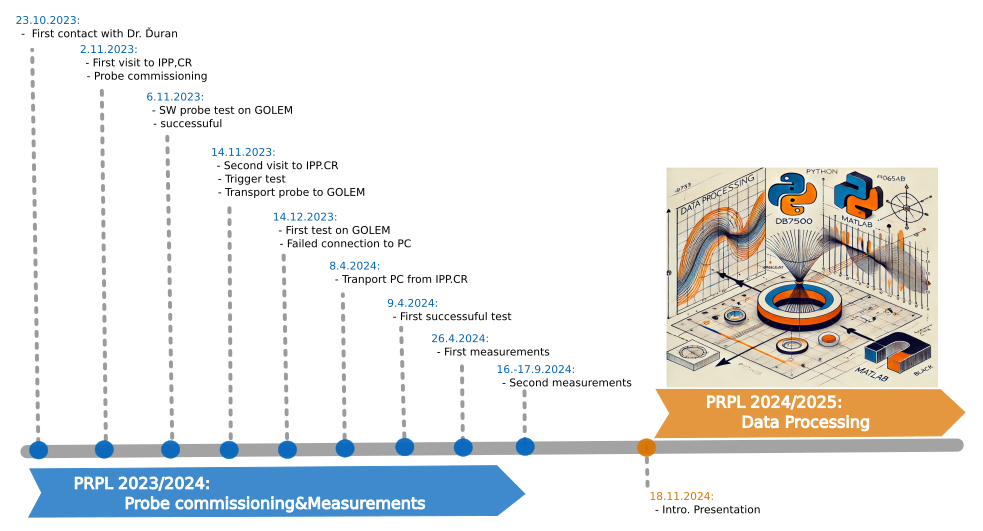 23.10.2023:
- First contact with Dr. Ďuran
2.11.2023:
- First visit to IPP,CR
- Probe commissioning
6.11.2023:
- SW probe test on GOLEM
- successuful
14.11.2023:
- Second visit to IPP.CR
- Trigger test
- Transport probe to GOLEM
14.12.2023:
- First test on GOLEM
- Failed connection to PC
8.4.2024:
- Tranport PC from IPP.CR
9.4.2024:
- First successuful test
26.4.2024:
- First measurements
16.-17.9.2024:
- Second measurements
DATA PROCESSING
PYTHON
DB7500
MATLAB
MATLAB
BLACK
PRPL 2024/2025:
Data Processing
PRPL 2023/2024:
Probe commissioning&Measurements
18.11.2024:
- Intro. Presentation